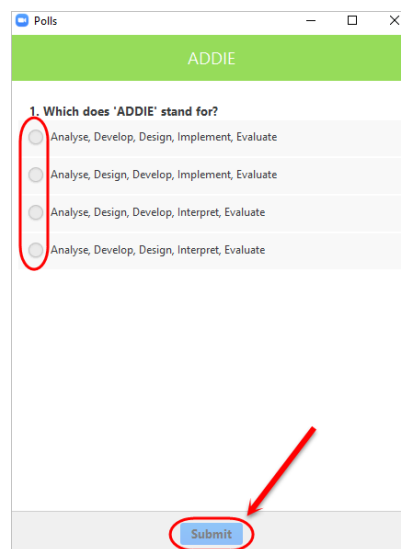 Polls
ADDIE
1. Which does 'ADDIE' stand for?
Analyse, Develop, Design, Implement, Evaluate
Analyse, Design, Develop, Implement, Evaluate
Analyse, Design, Develop, Interpret, Evaluate
Analyse, Develop, Design, Interpret, Evaluate
Submit